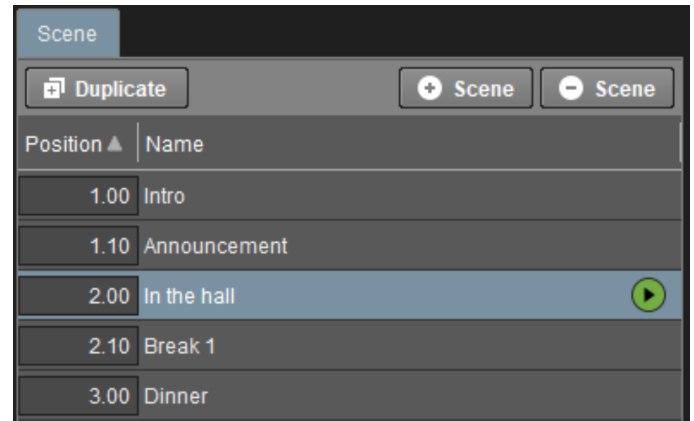 Scene
Duplicate Scene Scene
Position Name
1.00 Intro
1.10 Announcement
2.00 In the hall
2.10 Break 1
3.00 Dinner